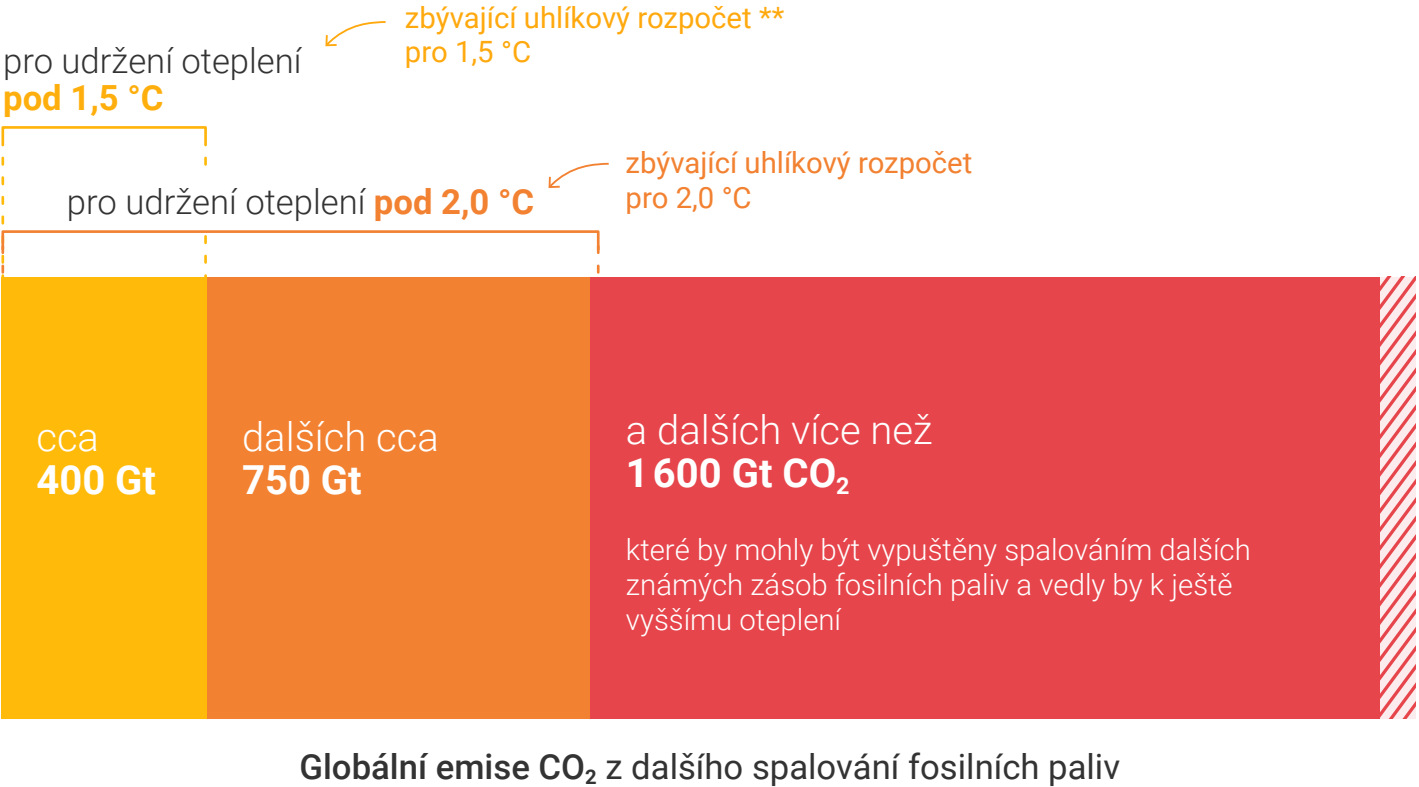 zbývající uhlíkový rozpočet **
pro 1,5 °C
pro udržení oteplení
pod 1,5 °C
zbývající uhlíkový rozpočet
pro 2,0 °C
pro udržení oteplení pod 2,0 °C
cca
400 Gt
dalších cca
750 Gt
a dalších více než
1 600 Gt CO₂
které by mohly být vypuštěny spalováním dalších
známých zásob fosilních paliv a vedly by k ještě
vyššímu oteplení
Globální emise CO₂ z dalšího spalování fosilních paliv